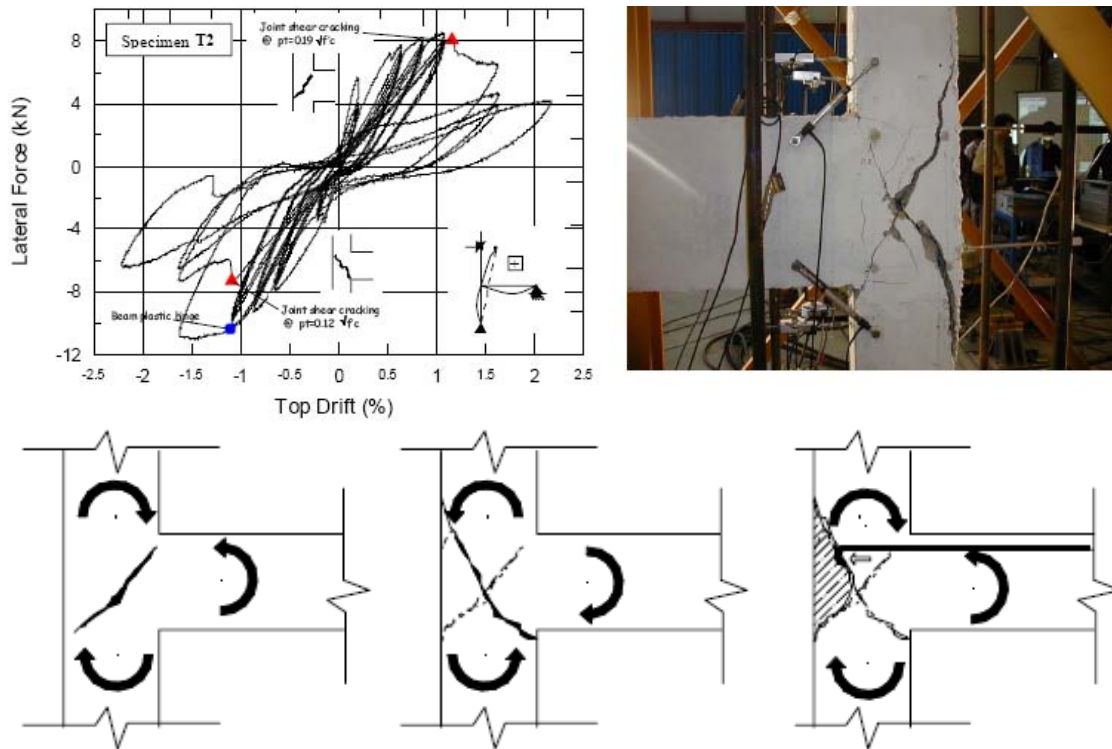 Specimen T2
Joint shear cracking
@ pt=0.19 √f'c
8
4
0
-4
-8
-12
Lateral Force (kN)
Beam plastic hinge
Joint shear cracking
@ pt=0.12 √f'c
-2.5 -2 -1.5 -1 -0.5 0 0.5 1 1.5 2 2.5
Top Drift (%)